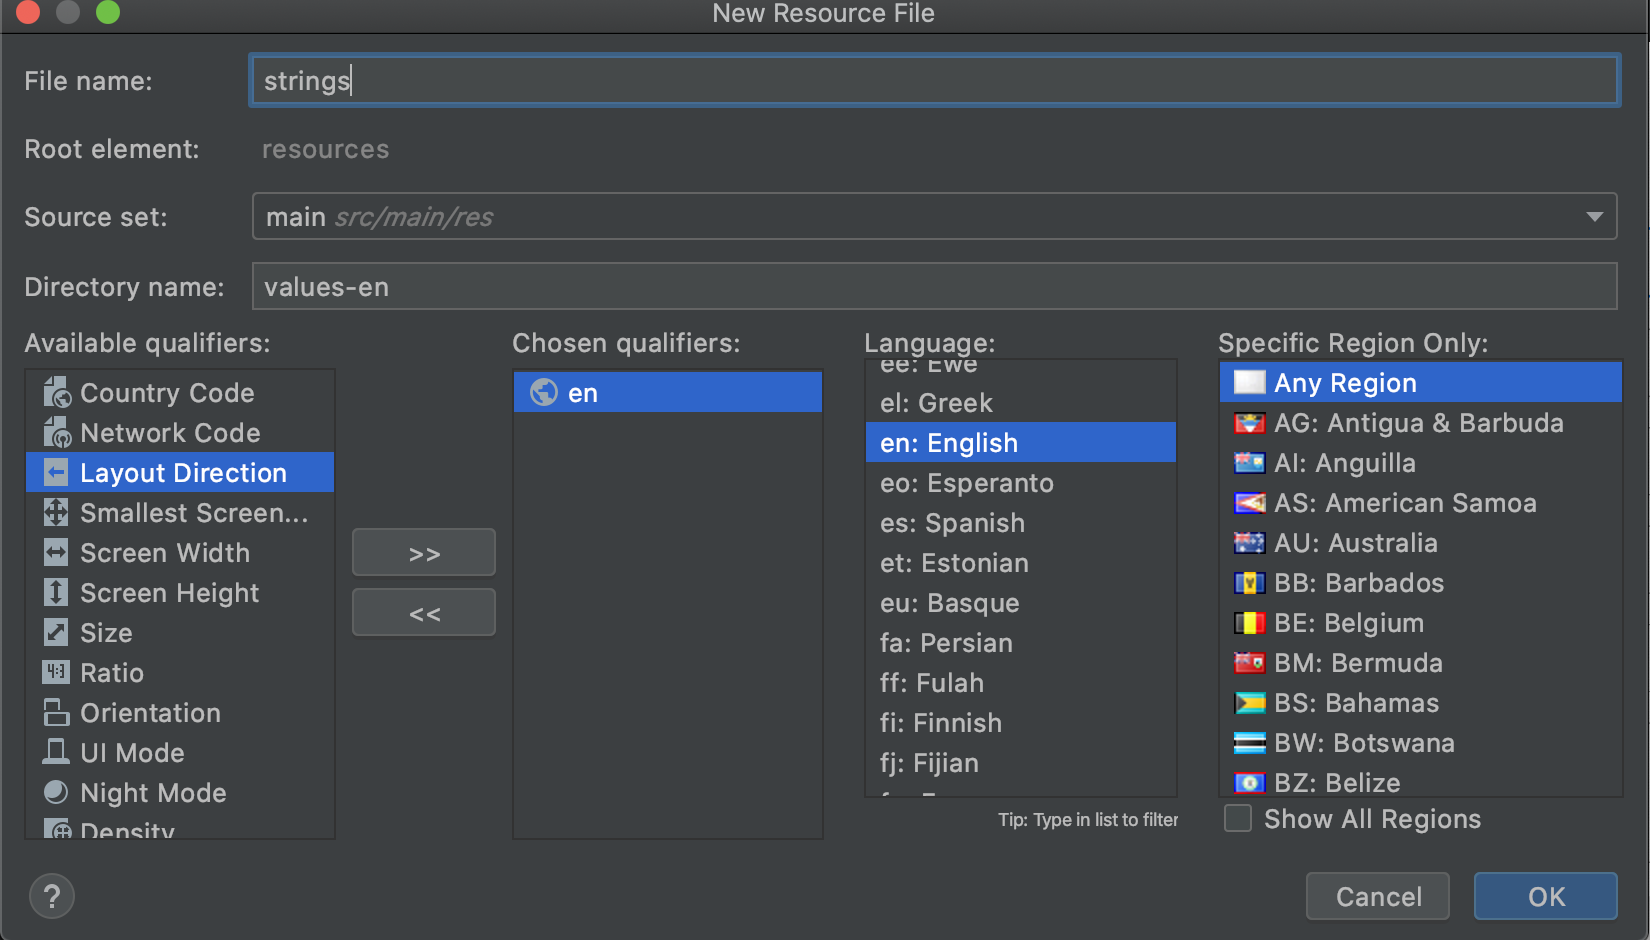 New Resource File
File name: strings
Root element: resources
Source set: main src/main/res
Directory name: values-en
Available qualifiers:
Country Code
Network Code
Layout Direction
Smallest Screen...
Screen Width
Screen Height
Size
4:3 Ratio
Orientation
UI Mode
Night Mode
Density
>>
<<
Chosen qualifiers:
en
Language:
ee: Ewe
el: Greek
en: English
eo: Esperanto
es: Spanish
et: Estonian
eu: Basque
fa: Persian
ff: Fulah
fi: Finnish
fj: Fijian
Tip: Type in list to filter
Specific Region Only:
Any Region
AG: Antigua & Barbuda
AI: Anguilla
AS: American Samoa
AU: Australia
BB: Barbados
BE: Belgium
BM: Bermuda
BS: Bahamas
BW: Botswana
BZ: Belize
Show All Regions
?
Cancel
OK